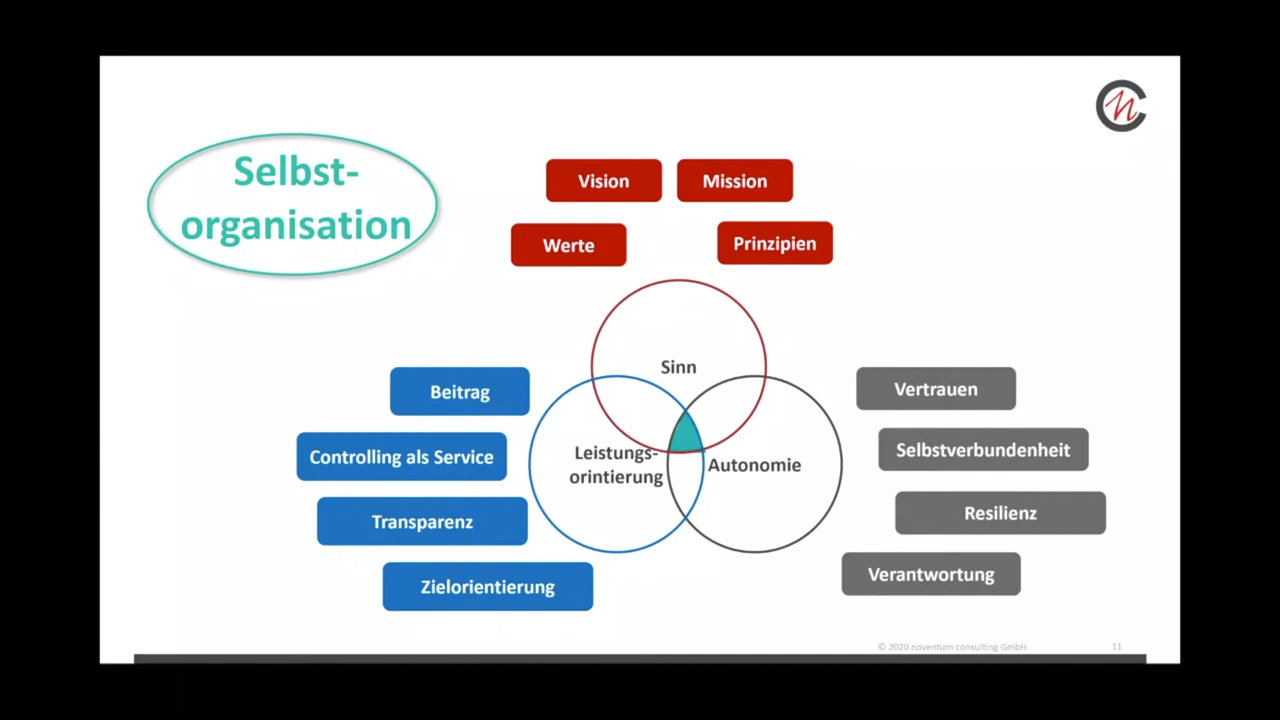 Selbst-
organisation
Vision
Mission
Werte
Prinzipien
Sinn
Beitrag
Vertrauen
Controlling als Service
Leistungs-
orintierung
Autonomie
Selbstverbundenheit
Transparenz
Resilienz
Zielorientierung
Verantwortung
© 2020 noventum consulting GmbH
11